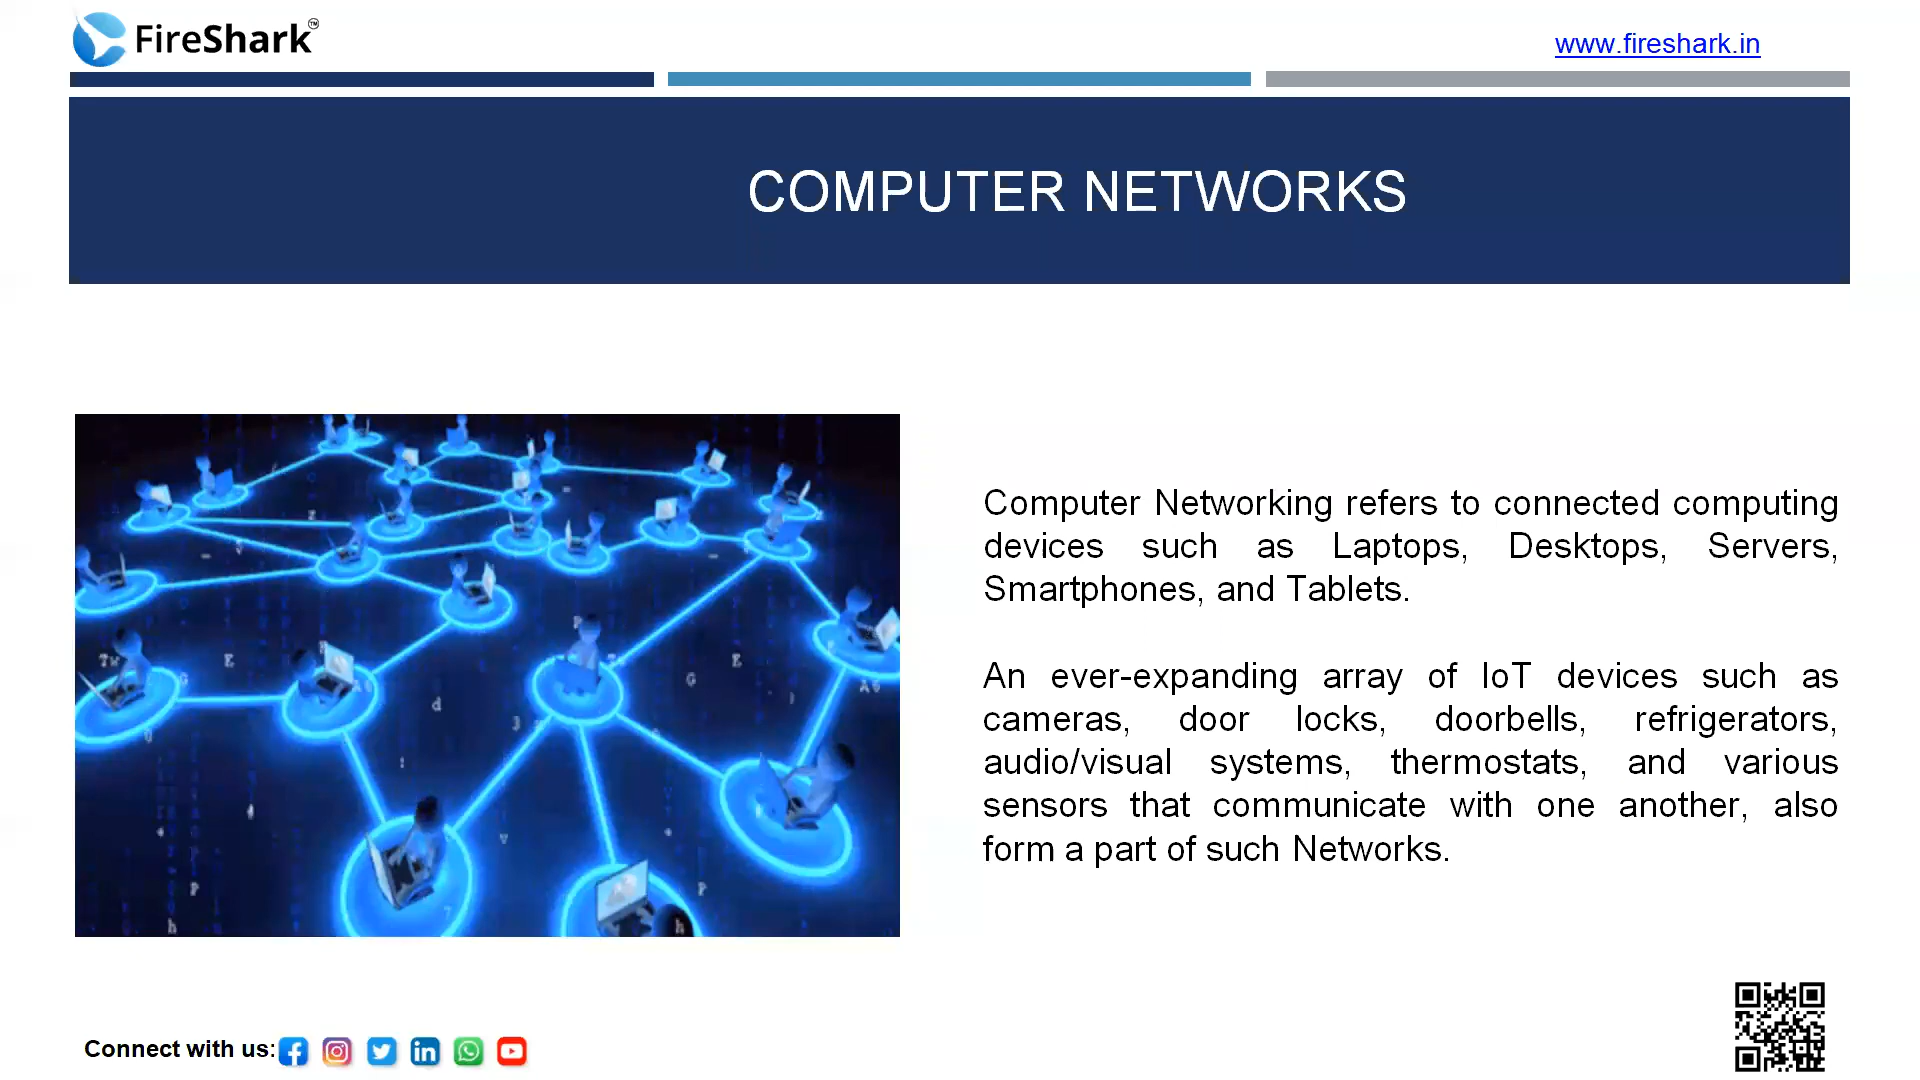 FireShark™
www.fireshark.in
COMPUTER NETWORKS
Computer Networking refers to connected computing
devices such as Laptops, Desktops, Servers,
Smartphones, and Tablets.
An ever-expanding array of IoT devices such as
cameras, door locks, doorbells, refrigerators,
audio/visual systems, thermostats, and various
sensors that communicate with one another, also
form a part of such Networks.
Connect with us: